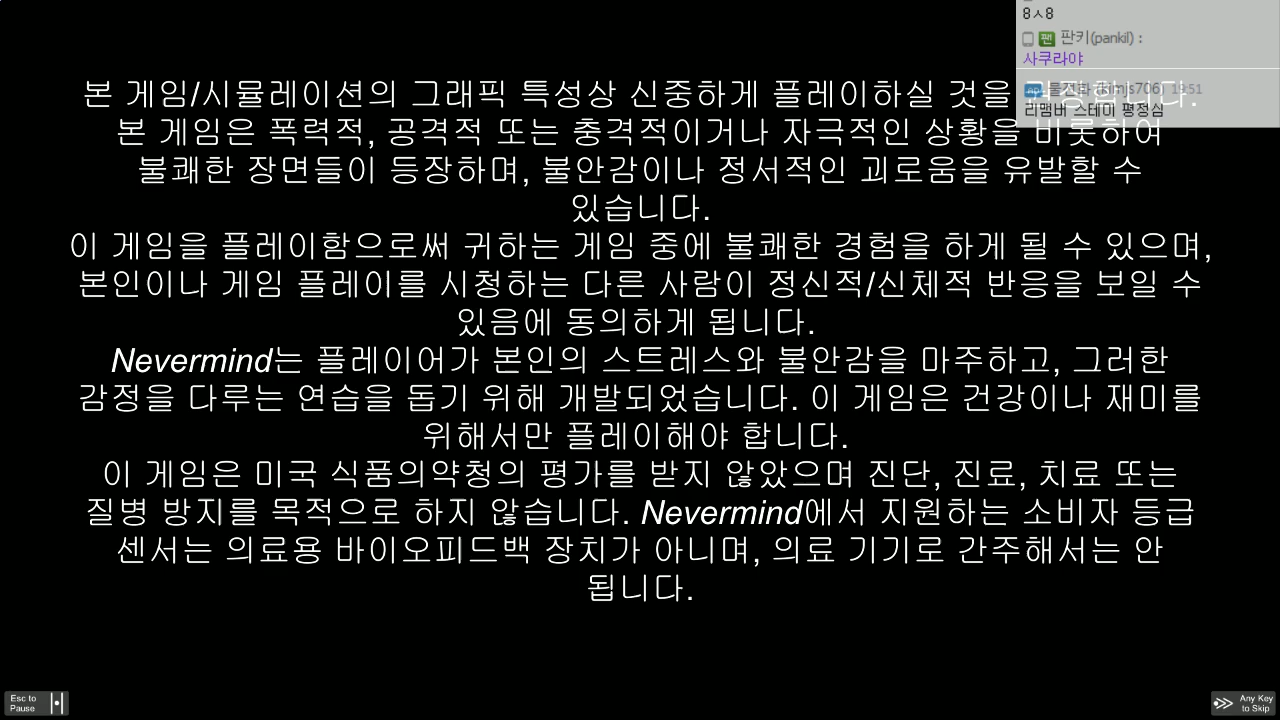 8ㅅ8
팬 판키(pankil) :
사쿠라야
(kimjs706) 19:51
리맴버 스테미 평정심
본 게임/시뮬레이션의 그래픽 특성상 신중하게 플레이하실 것을 권장합니다.
본 게임은 폭력적, 공격적 또는 충격적이거나 자극적인 상황을 비롯하여
불쾌한 장면들이 등장하며, 불안감이나 정서적인 괴로움을 유발할 수
있습니다.
이 게임을 플레이함으로써 귀하는 게임 중에 불쾌한 경험을 하게 될 수 있으며,
본인이나 게임 플레이를 시청하는 다른 사람이 정신적/신체적 반응을 보일 수
있음에 동의하게 됩니다.
Nevermind는 플레이어가 본인의 스트레스와 불안감을 마주하고, 그러한
감정을 다루는 연습을 돕기 위해 개발되었습니다. 이 게임은 건강이나 재미를
위해서만 플레이해야 합니다.
이 게임은 미국 식품의약청의 평가를 받지 않았으며 진단, 진료, 치료 또는
질병 방지를 목적으로 하지 않습니다. Nevermind에서 지원하는 소비자 등급
센서는 의료용 바이오피드백 장치가 아니며, 의료 기기로 간주해서는 안
됩니다.
Esc to
Pause
Any Key
to Skip